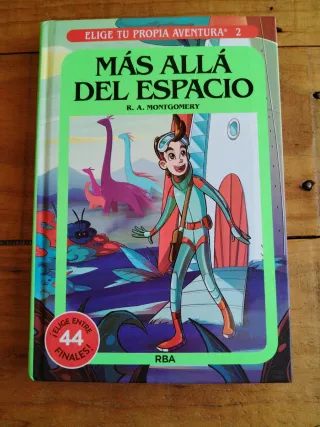 ELIGE TU PROPIA AVENTURA® 2
MÁS ALLÁ
DEL ESPACIO
R. A. MONTGOMERY
¡ELIGE ENTRE
44
FINALES!
RBA